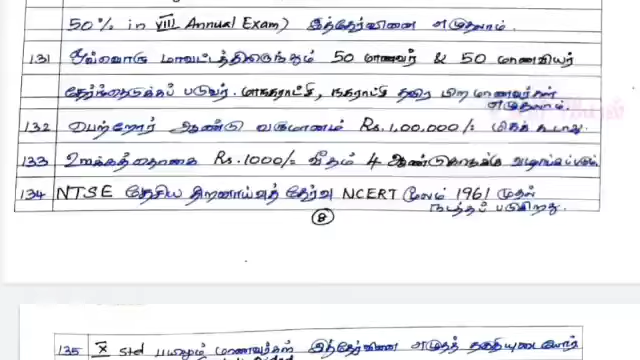 50% in VIII Annual Exam) இத்தேர்வினை எழுதலாம்.
131 ஒவ்வொரு மாவட்டத்திலிருந்தும் 50 மாணவர் & 50 மாணவியர்
தேர்ந்தெடுக்கப் படுவர். மாநகராட்சி, நகராட்சி தவிர பிற மாணவர்கள்
எழுதலாம்.
132 பெற்றோர் ஆண்டு வருமானம் Rs.1,00,000/= மிகக் கூடாது.
133 ஊக்கத்தொகை Rs.1000/= வீதம் 4 ஆண்டுகளுக்கு வழங்கப்படும்
134 NTSE தேசிய திறனாய்வுத் தேர்வு NCERT மூலம் 1961 முதல்
நடத்தப் படுகிறது.
8
135 X std பயிலும் மாணவர்கள் இத்தேர்வினை எழுதத் தகுதியுடையோர்